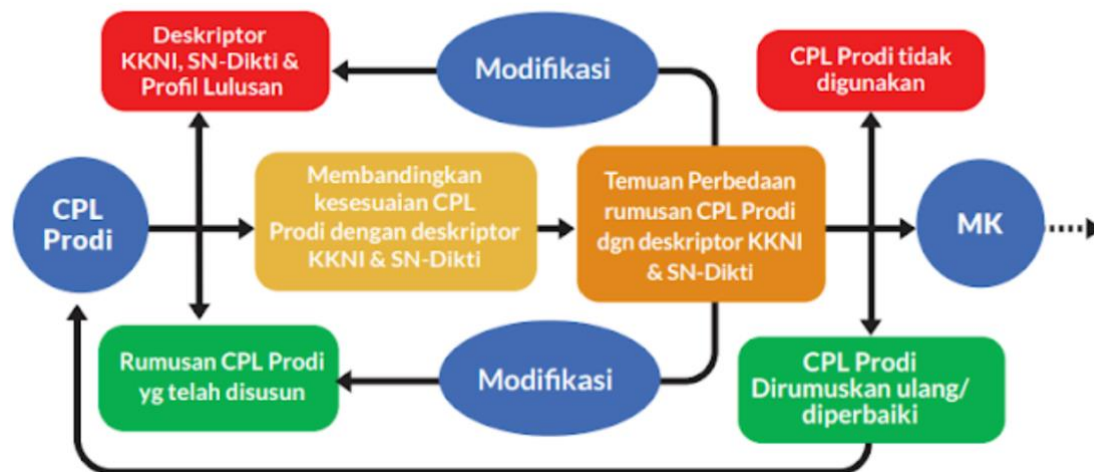 Deskriptor
KKNI, SN-Dikti &
Profil Lulusan
Modifikasi
CPL Prodi tidak
digunakan
CPL
Prodi
Membandingkan
kesesuaian CPL
Prodi dengan deskriptor
KKNI & SN-Dikti
Temuan Perbedaan
rumusan CPL Prodi
dgn deskriptor KKNI
& SN-Dikti
MK
Rumusan CPL Prodi
yg telah disusun
Modifikasi
CPL Prodi
Dirumuskan ulang/
diperbaiki